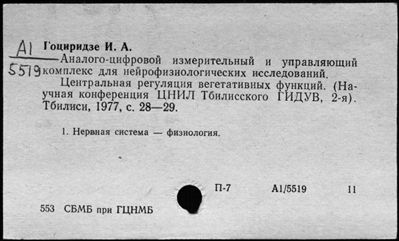 А1
5519
Гоциридзе И. А.
Аналого-цифровой измерительный и управляющий
комплекс для нейрофизиологических исследований.
Центральная регуляция вегетативных функций. (На-
учная конференция ЦНИЛ Тбилисского ГИДУВ, 2-я).
Тбилиси, 1977, с. 28—29.
1. Нервная система — физиология.
П-7 А1/5519 11
553 СБМБ при ГЦНМБ